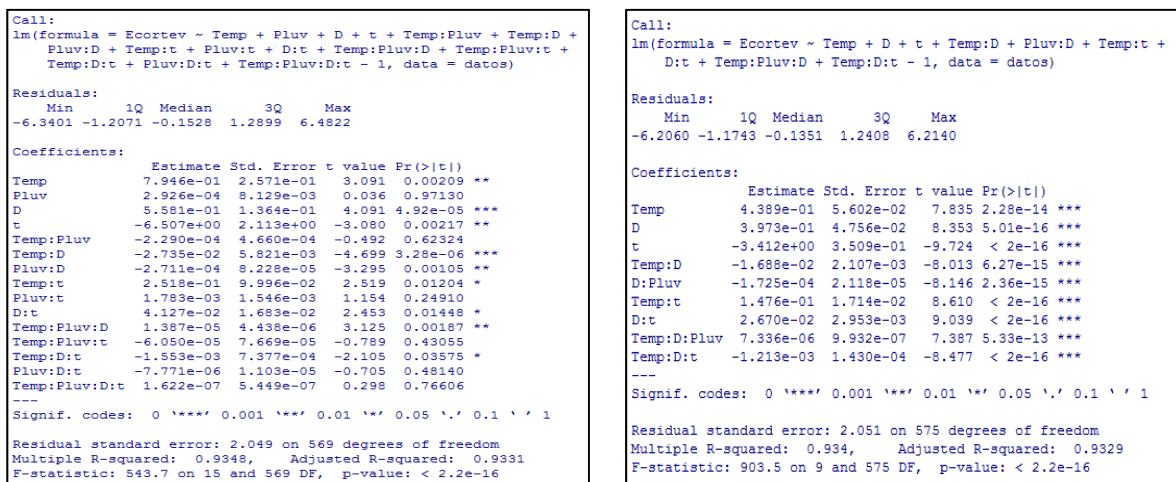 Call:
lm(formula = Ecortev ~ Temp + Pluv + D + t + Temp:Pluv + Temp:D +
    Pluv:D + Temp:t + Pluv:t + D:t + Temp:Pluv:D + Temp:Pluv:t +
    Temp:D:t + Pluv:D:t + Temp:Pluv:D:t - 1, data = datos)
Residuals:
    Min      1Q  Median      3Q     Max
-6.3401 -1.2071 -0.1528  1.2899  6.4822
Coefficients:
                Estimate Std. Error t value Pr(>|t|)
Temp           7.946e-01  2.571e-01   3.091  0.00209 **
Pluv           2.926e-04  8.129e-03   0.036  0.97130
D              5.581e-01  1.364e-01   4.091 4.92e-05 ***
t             -6.507e+00  2.113e+00  -3.080  0.00217 **
Temp:Pluv     -2.290e-04  4.660e-04  -0.492  0.62324
Temp:D        -2.735e-02  5.821e-03  -4.699 3.28e-06 ***
Pluv:D        -2.711e-04  8.228e-05  -3.295  0.00105 **
Temp:t         2.518e-01  9.996e-02   2.519  0.01204 *
Pluv:t         1.783e-03  1.546e-03   1.154  0.24910
D:t            4.127e-02  1.683e-02   2.453  0.01448 *
Temp:Pluv:D    1.387e-05  4.438e-06   3.125  0.00187 **
Temp:Pluv:t   -6.050e-05  7.669e-05  -0.789  0.43055
Temp:D:t      -1.553e-03  7.377e-04  -2.105  0.03575 *
Pluv:D:t      -7.771e-06  1.103e-05  -0.705  0.48140
Temp:Pluv:D:t  1.622e-07  5.449e-07   0.298  0.76606
---
Signif. codes:  0 '***' 0.001 '**' 0.01 '*' 0.05 '.' 0.1 ' ' 1
Residual standard error: 2.049 on 569 degrees of freedom
Multiple R-squared:  0.9348,    Adjusted R-squared:  0.9331
F-statistic: 543.7 on 15 and 569 DF,  p-value: < 2.2e-16
Call:
lm(formula = Ecortev ~ Temp + D + t + Temp:D + Pluv:D + Temp:t +
    D:t + Temp:Pluv:D + Temp:D:t - 1, data = datos)
Residuals:
    Min      1Q  Median      3Q     Max
-6.2060 -1.1743 -0.1351  1.2408  6.2140
Coefficients:
              Estimate Std. Error t value Pr(>|t|)
Temp         4.389e-01  5.602e-02   7.835 2.28e-14 ***
D            3.973e-01  4.756e-02   8.353 5.01e-16 ***
t           -3.412e+00  3.509e-01  -9.724  < 2e-16 ***
Temp:D      -1.688e-02  2.107e-03  -8.013 6.27e-15 ***
D:Pluv      -1.725e-04  2.118e-05  -8.146 2.36e-15 ***
Temp:t       1.476e-01  1.714e-02   8.610  < 2e-16 ***
D:t          2.670e-02  2.953e-03   9.039  < 2e-16 ***
Temp:D:Pluv  7.336e-06  9.932e-07   7.387 5.33e-13 ***
Temp:D:t    -1.213e-03  1.430e-04  -8.477  < 2e-16 ***
---
Signif. codes:  0 '***' 0.001 '**' 0.01 '*' 0.05 '.' 0.1 ' ' 1
Residual standard error: 2.051 on 575 degrees of freedom
Multiple R-squared:  0.934,     Adjusted R-squared:  0.9329
F-statistic: 903.5 on 9 and 575 DF,  p-value: < 2.2e-16